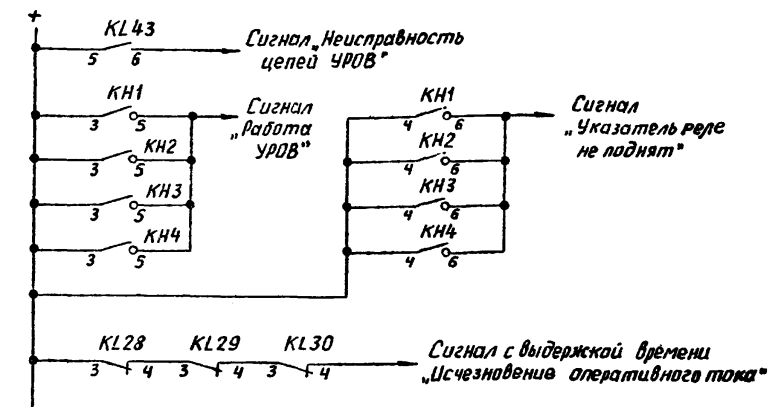 +
KL43
5 6
Сигнал „Неисправность
цепей УРОВ"
KH1
3 5
Сигнал
„Работа
УРОВ"
KH2
3 5
KH3
3 5
KH4
3 5
KH1
4 6
Сигнал
„Указатель реле
не поднят"
KH2
4 6
KH3
4 6
KH4
4 6
KL28 KL29 KL30
3 4 3 4 3 4
Сигнал с выдержкой времени
„Исчезновение оперативного тока"